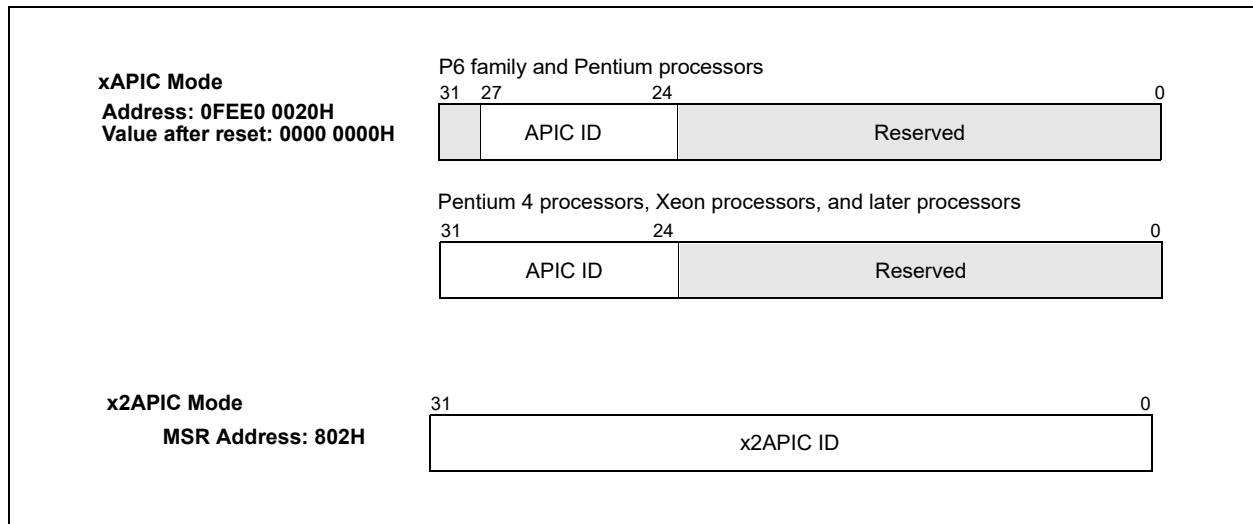 xAPIC Mode
Address: 0FEE0 0020H
Value after reset: 0000 0000H
P6 family and Pentium processors
31 27 24 0
APIC ID Reserved
Pentium 4 processors, Xeon processors, and later processors
31 24 0
APIC ID Reserved
x2APIC Mode
MSR Address: 802H
31 0
x2APIC ID